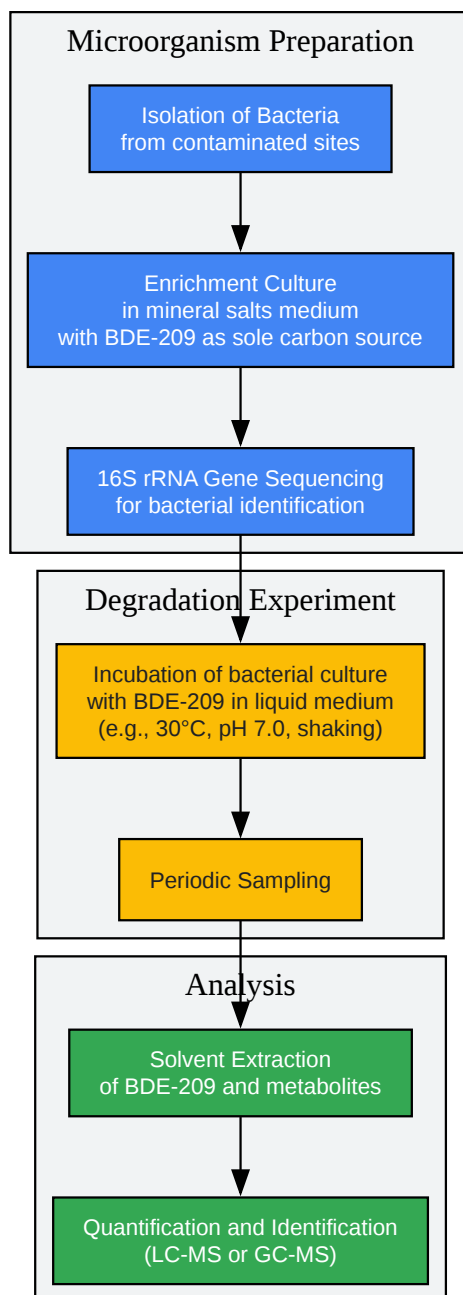 Microorganism Preparation
Isolation of Bacteria
from contaminated sites
Enrichment Culture
in mineral salts medium
with BDE-209 as sole carbon source
16S rRNA Gene Sequencing
for bacterial identification
Degradation Experiment
Incubation of bacterial culture
with BDE-209 in liquid medium
(e.g., 30°C, pH 7.0, shaking)
Periodic Sampling
Analysis
Solvent Extraction
of BDE-209 and metabolites
Quantification and Identification
(LC-MS or GC-MS)